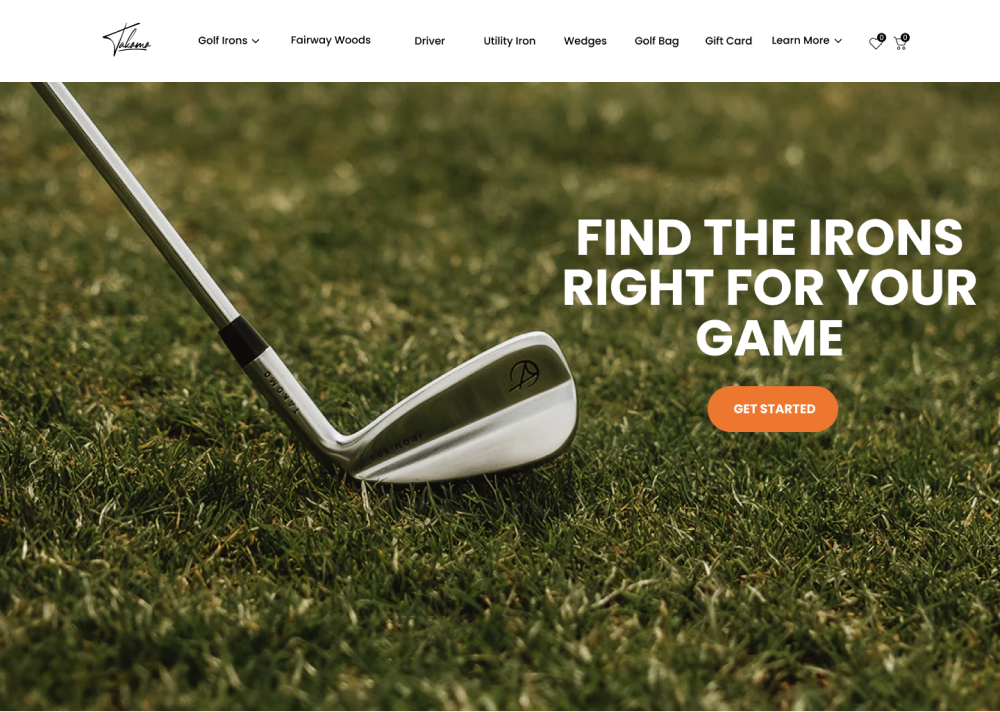 Takomo
Golf Irons
Fairway Woods
Driver
Utility Iron
Wedges
Golf Bag
Gift Card
Learn More
0
0
FIND THE IRONS
RIGHT FOR YOUR
GAME
GET STARTED
TAKOMO